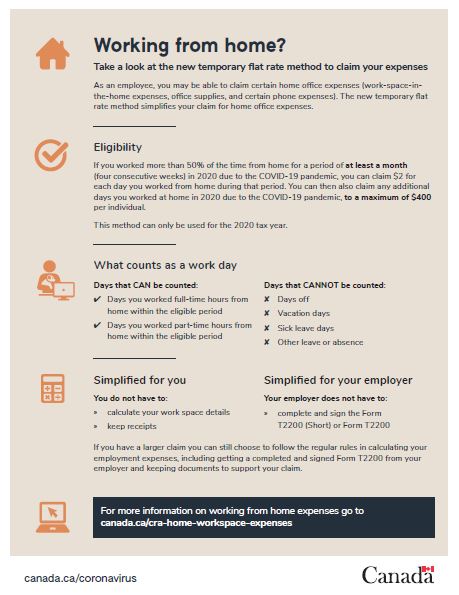 Working from home?
Take a look at the new temporary flat rate method to claim your expenses
As an employee, you may be able to claim certain home office expenses (work-space-in-
the-home expenses, office supplies, and certain phone expenses). The new temporary flat
rate method simplifies your claim for home office expenses.
Eligibility
If you worked more than 50% of the time from home for a period of at least a month
(four consecutive weeks) in 2020 due to the COVID-19 pandemic, you can claim $2 for
each day you worked from home during that period. You can then also claim any additional
days you worked at home in 2020 due to the COVID-19 pandemic, to a maximum of $400
per individual.
This method can only be used for the 2020 tax year.
What counts as a work day
Days that CAN be counted:
✔ Days you worked full-time hours from
home within the eligible period
✔ Days you worked part-time hours from
home within the eligible period
Days that CANNOT be counted:
✘ Days off
✘ Vacation days
✘ Sick leave days
✘ Other leave or absence
Simplified for you
You do not have to:
» calculate your work space details
» keep receipts
Simplified for your employer
Your employer does not have to:
» complete and sign the Form
T2200 (Short) or Form T2200
If you have a larger claim you can still choose to follow the regular rules in calculating your
employment expenses, including getting a completed and signed Form T2200 from your
employer and keeping documents to support your claim.
For more information on working from home expenses go to
canada.ca/cra-home-workspace-expenses
canada.ca/coronavirus
Canada